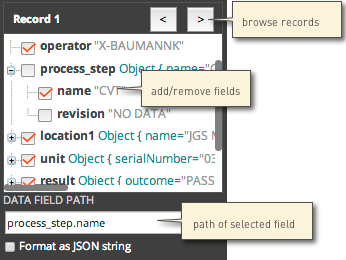 Record 1 < >
browse records
operator "X-BAUMANNK"
process_step Object { name="C
name "CVT
add/remove fields
revision "NO DATA"
location1 Object { name="JGS M
unit Object { serialNumber="03
result Object { outcome="PASS
DATA FIELD PATH
process_step.name
path of selected field
Format as JSON string